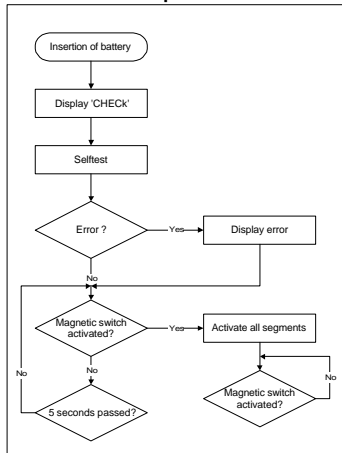 Insertion of battery
Display 'CHECk'
Selftest
Error ?
Yes
Display error
No
Magnetic switch
activated?
Yes
Activate all segments
No
No
5 seconds passed?
Magnetic switch
activated?
No